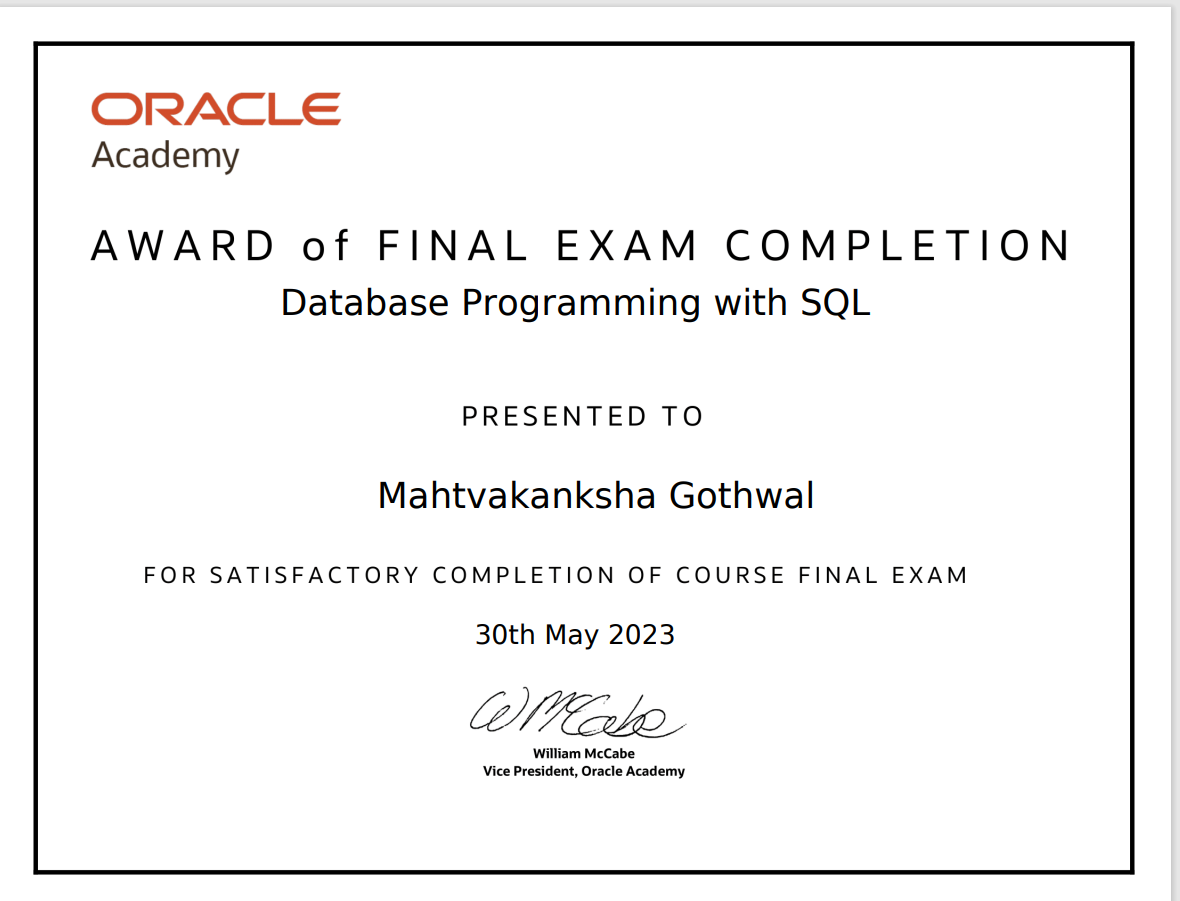 ORACLE
Academy
AWARD of FINAL EXAM COMPLETION
Database Programming with SQL
PRESENTED TO
Mahtvakanksha Gothwal
FOR SATISFACTORY COMPLETION OF COURSE FINAL EXAM
30th May 2023
W McCabe
William McCabe
Vice President, Oracle Academy